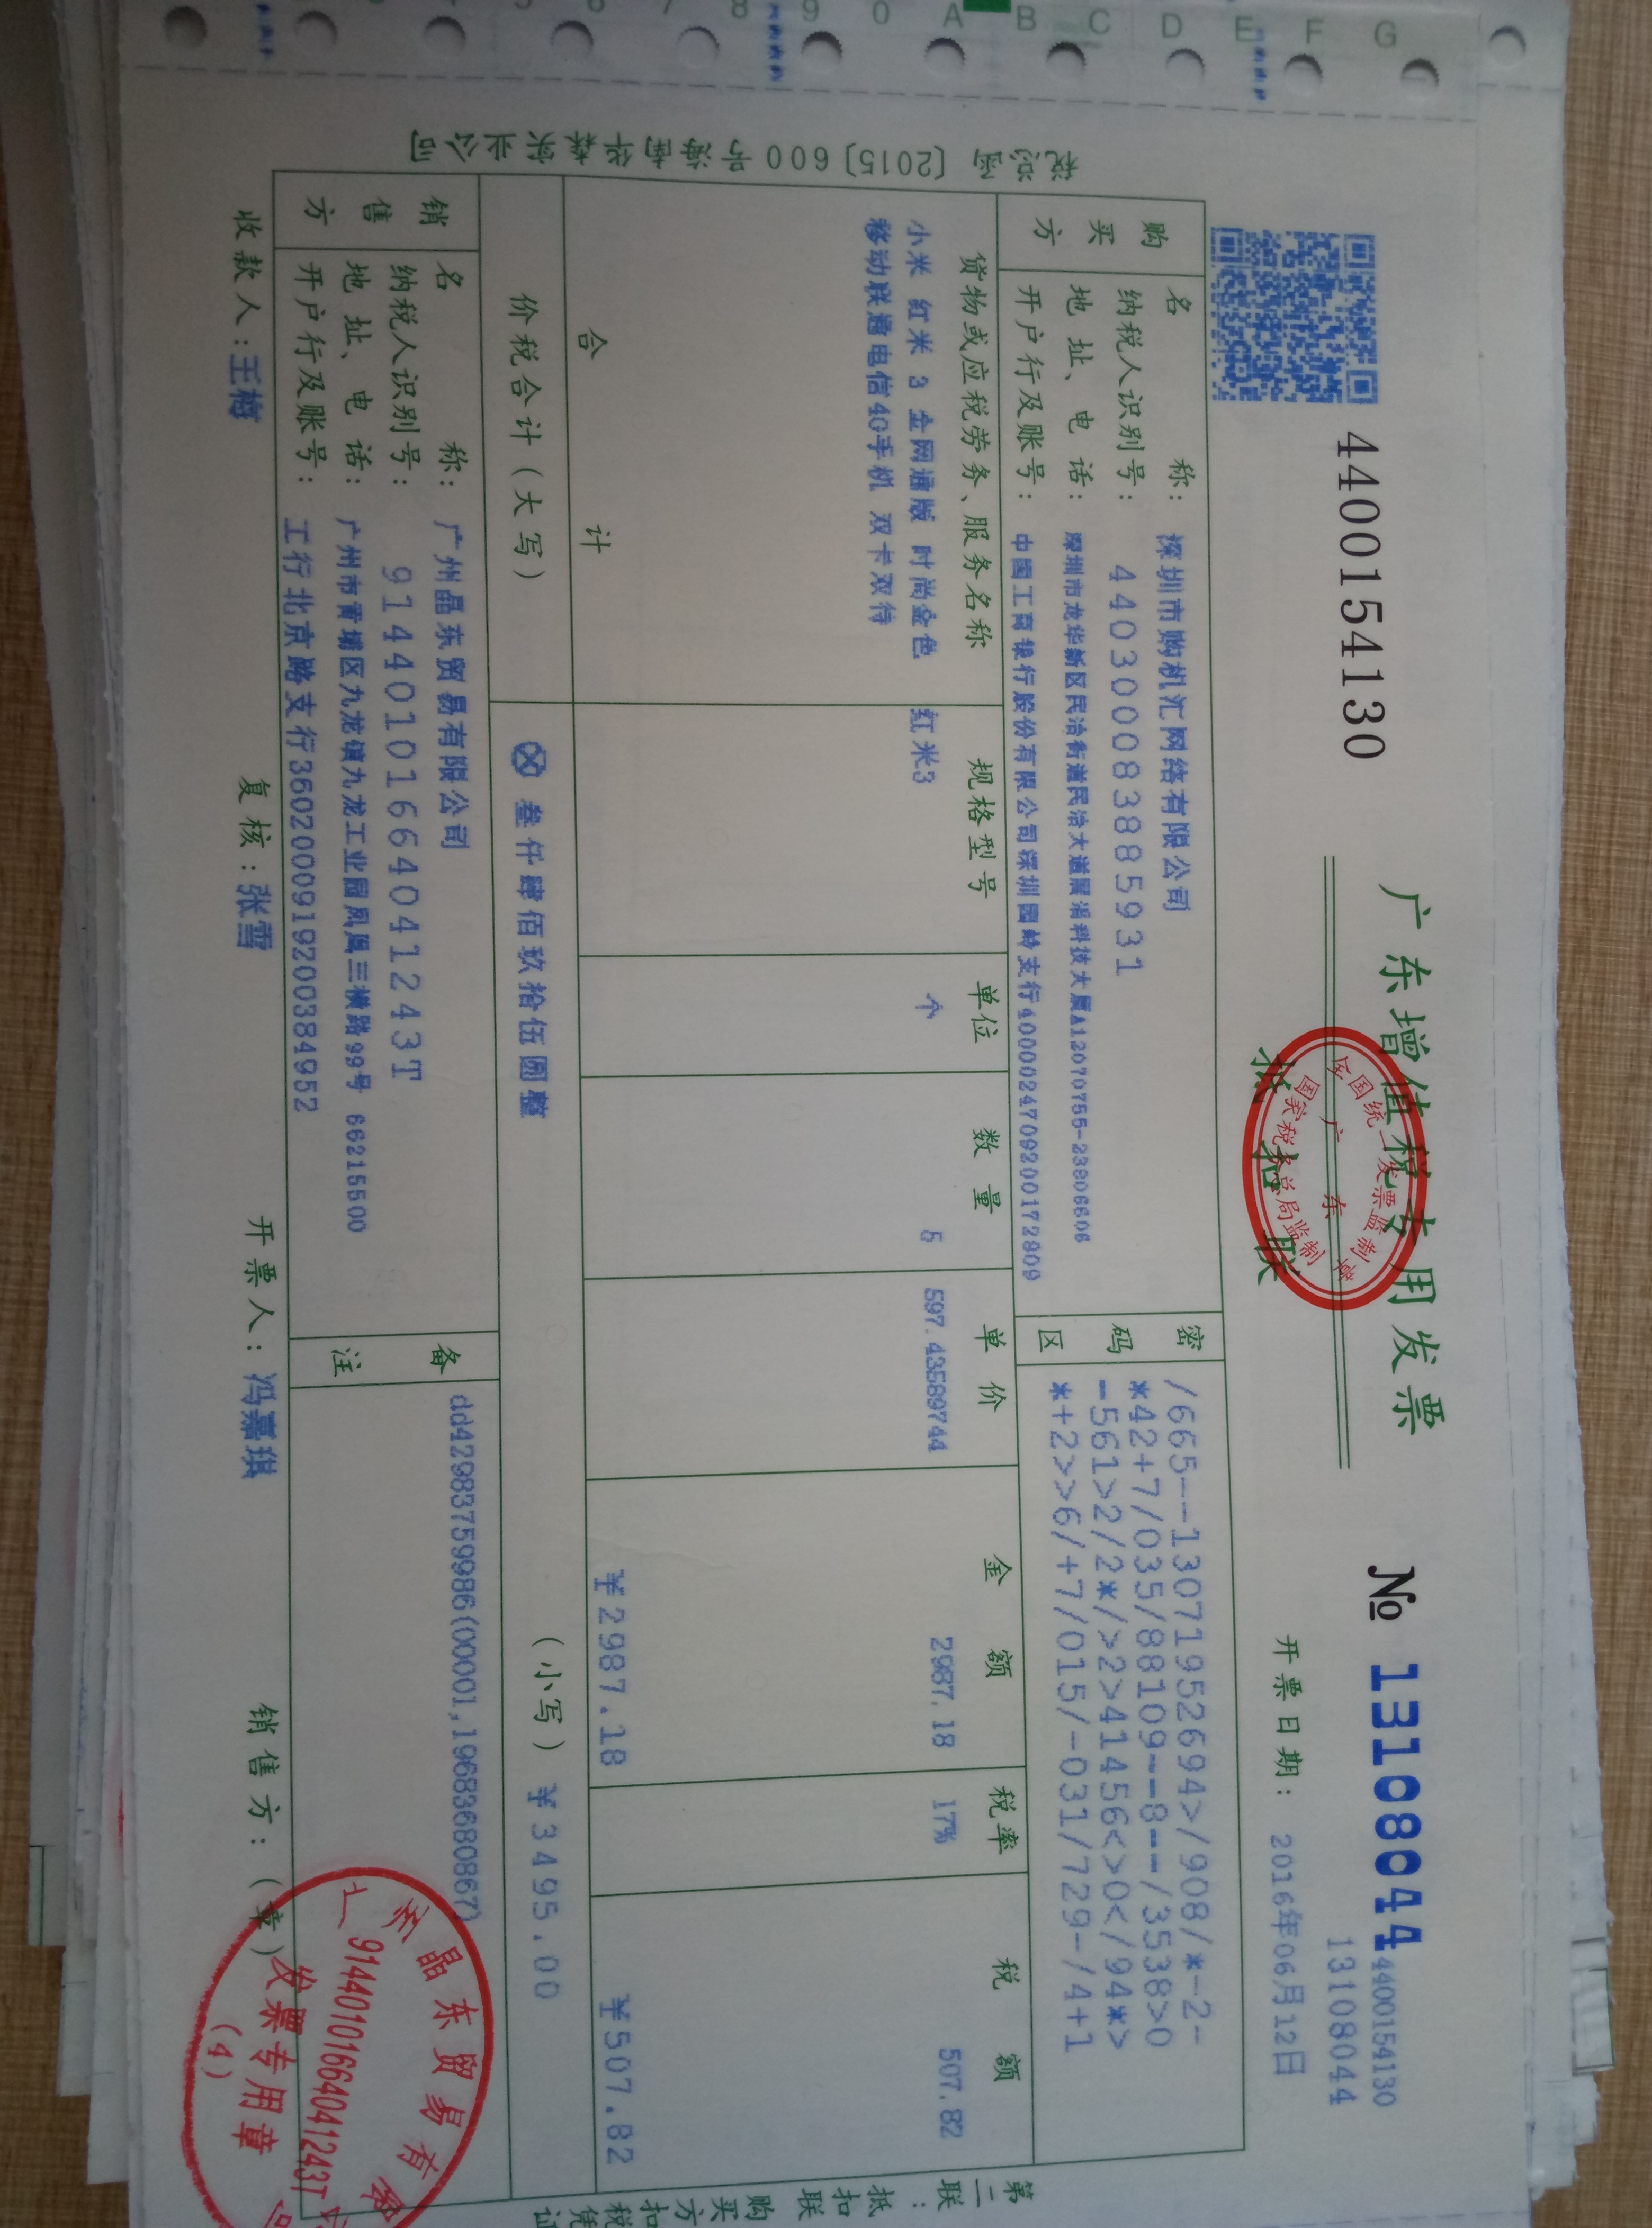 5 6 7 8 9 0 A B C D E F G
4400154130
广东增值税专用发票
抵扣联
№ 13108044
4400154130
13108044
开票日期: 2016年06月12日
购买方
名 称: 深圳市购机汇网络有限公司
纳税人识别号: 440300083885931
地 址、电 话: 深圳市龙华新区民治街道民治大道展滔科技大厦A12070755-23806606
开户行及账号: 中国工商银行股份有限公司深圳园岭支行4000024709200172909
密码区
/665--1307195269 4>/908/*-2-
*42+7/035/88109--8--/3538>0
-561>2/2*/>2>41456<>0</94*>
*+2>>6/+7/015/-031/729-/4+1
货物或应税劳务、服务名称 规格型号 单位 数 量 单 价 金 额 税率 税 额
小米 红米 3 全网通版 时尚金色 红米3 个 5 597.43589744 2987.18 17% 507.82
移动联通电信4G手机 双卡双待
合 计 ¥2987.18 ¥507.82
价税合计(大写) ⊗ 叁仟肆佰玖拾伍圆整 (小写) ¥3495.00
销售方
名 称: 广州晶东贸易有限公司
纳税人识别号: 91440101664041243T
地 址、电 话: 广州市黄埔区九龙镇九龙工业园凤凰三横路99号 66215500
开户行及账号: 工行北京路支行3602000919200384952
备注
dd42983759986(00001,19683680867)
收款人:王梅 复核:张雪 开票人:冯嘉琪 销售方:(章)
广州晶东贸易有限公司
91440101664041243T
发票专用章
(4)
全国统一发票监制章
广东
国家税务总局监制
第二联:抵扣联 购买方扣税凭证
〔2015〕600号海南华森实业公司